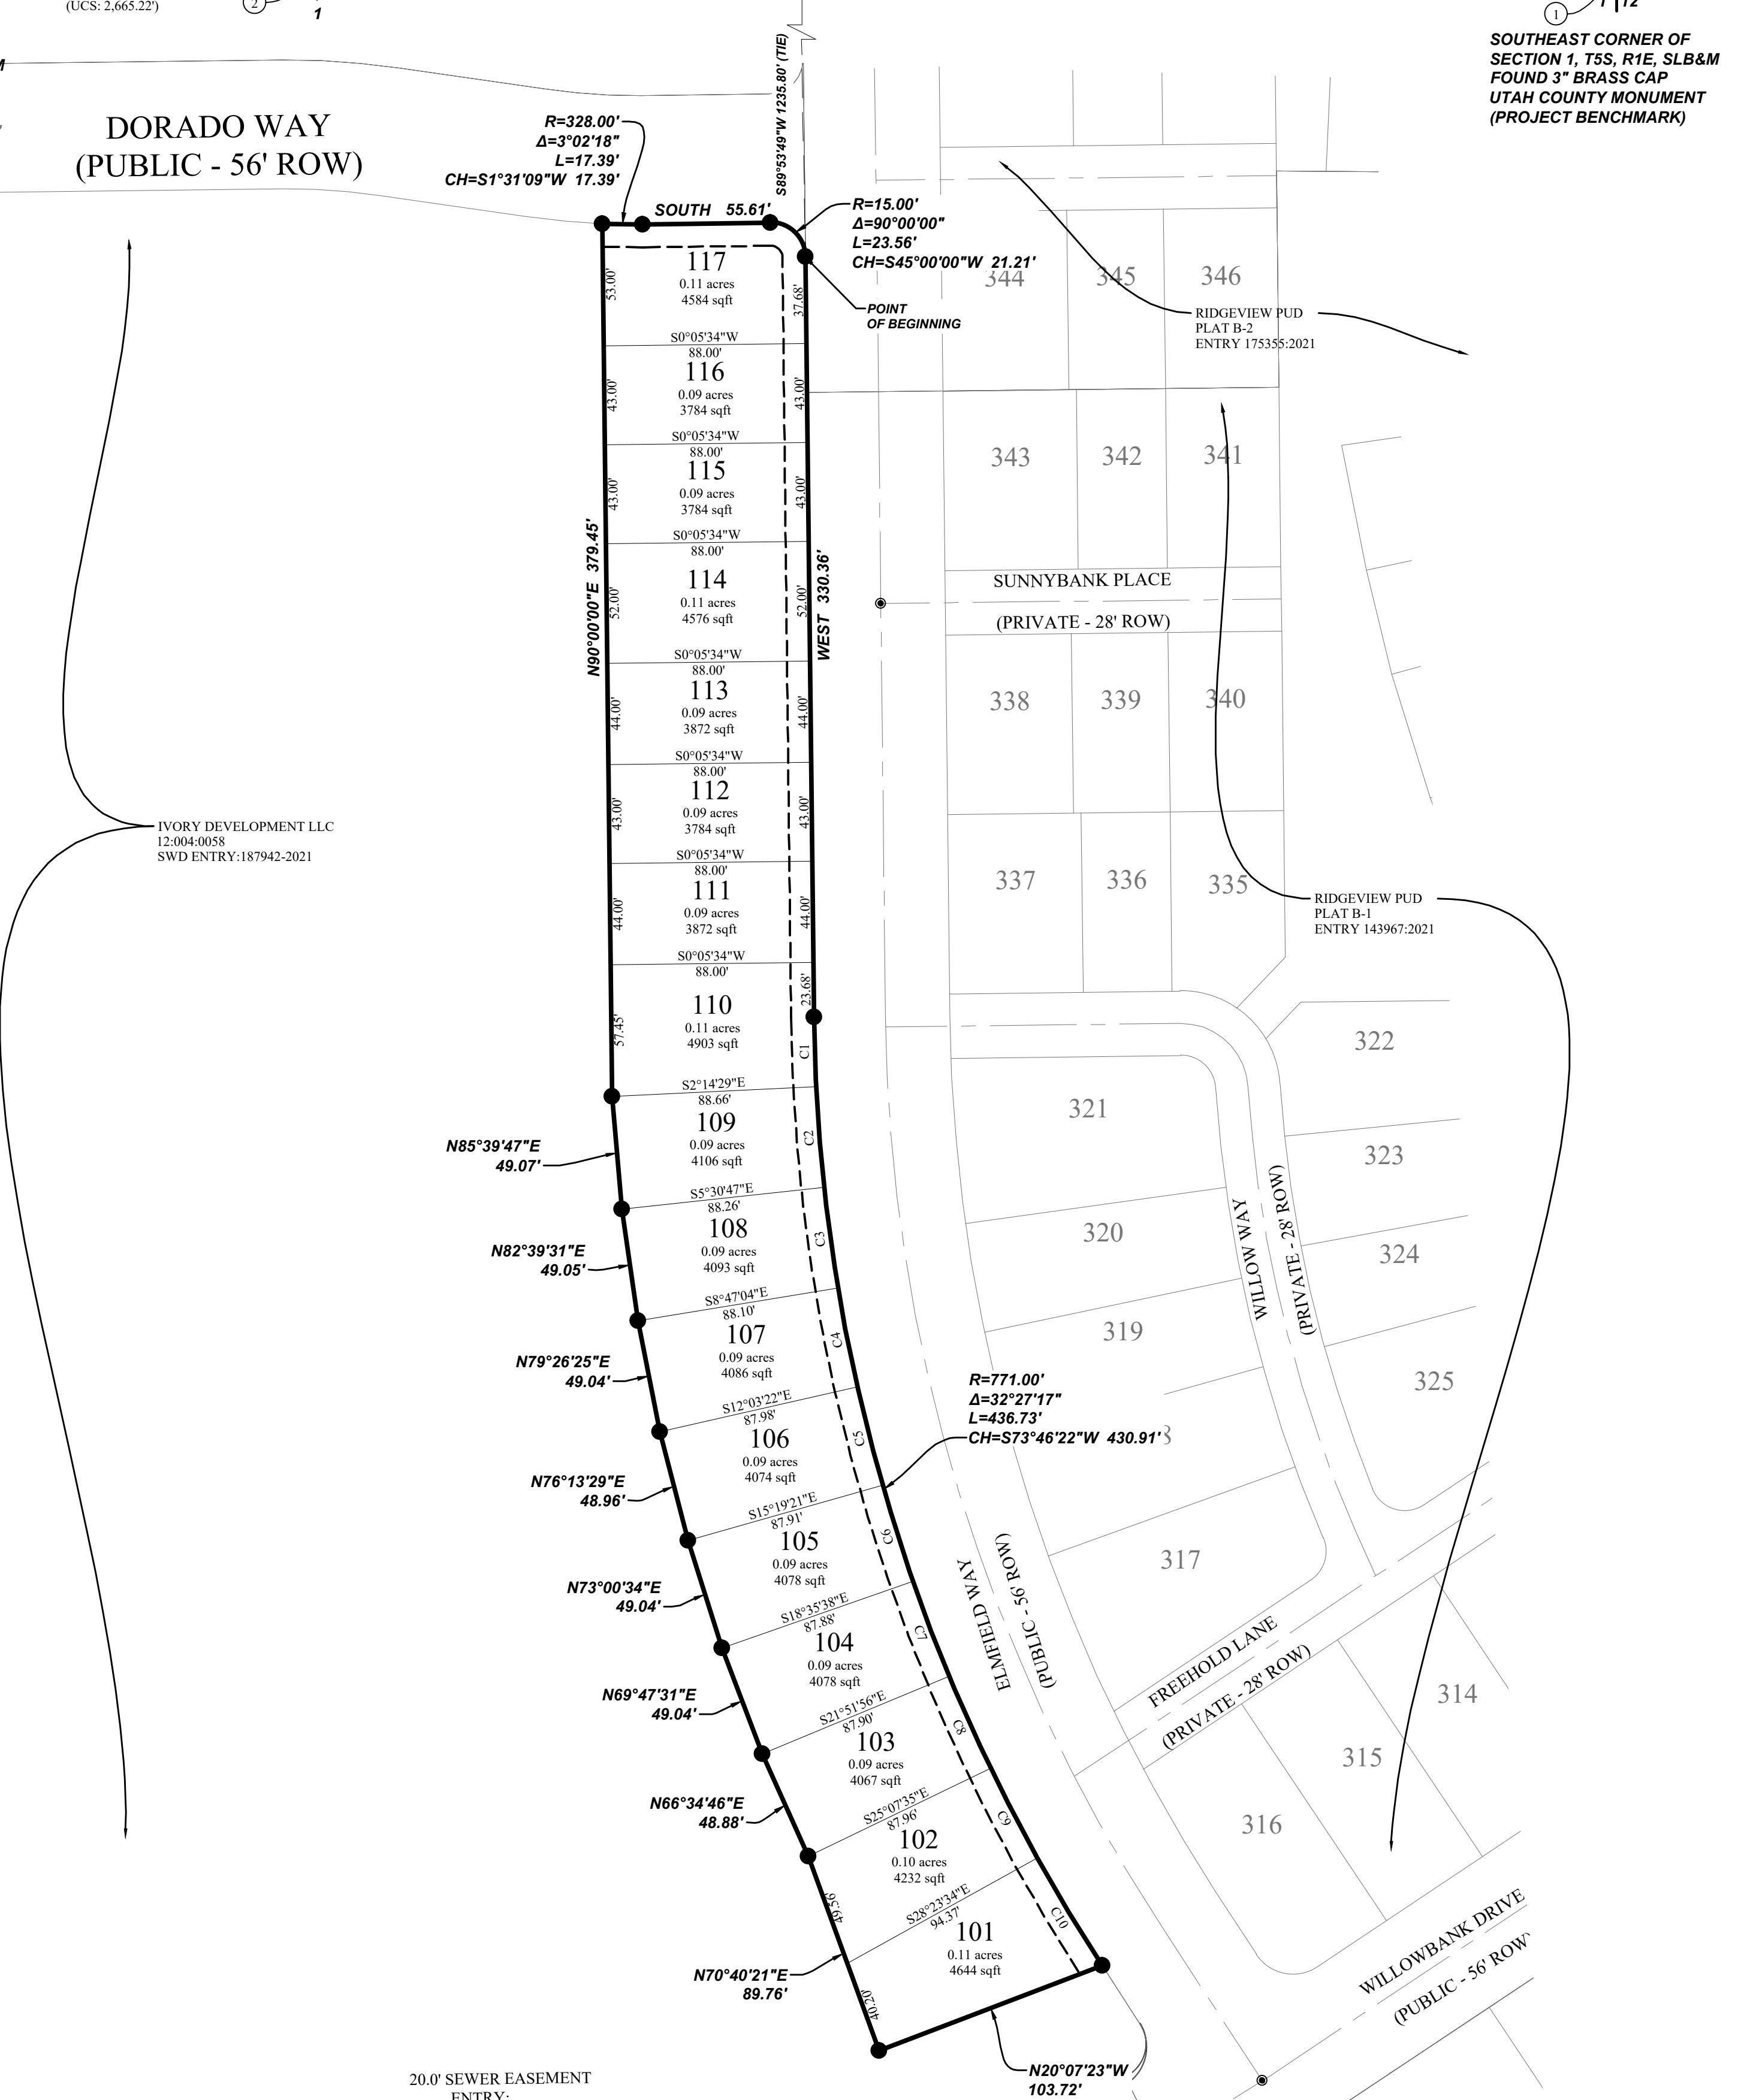 (UCS: 2,665.22')
2
1
1
1
12
SOUTHEAST CORNER OF
SECTION 1, T5S, R1E, SLB&M
FOUND 3" BRASS CAP
UTAH COUNTY MONUMENT
(PROJECT BENCHMARK)
DORADO WAY
(PUBLIC - 56' ROW)
R=328.00'
Δ=3°02'18"
L=17.39'
CH=S1°31'09"W 17.39'
S89°53'49"W 1235.80' (TIE)
SOUTH 55.61'
R=15.00'
Δ=90°00'00"
L=23.56'
CH=S45°00'00"W 21.21'
POINT
OF BEGINNING
344
345
346
RIDGEVIEW PUD
PLAT B-2
ENTRY 175355:2021
117
0.11 acres
4584 sqft
53.00'
37.68'
S0°05'34"W
88.00'
116
0.09 acres
3784 sqft
43.00'
43.00'
S0°05'34"W
88.00'
115
0.09 acres
3784 sqft
43.00'
43.00'
S0°05'34"W
88.00'
343
342
341
N90°00'00"E 379.45'
WEST 330.36'
114
0.11 acres
4576 sqft
52.00'
52.00'
S0°05'34"W
88.00'
SUNNYBANK PLACE
(PRIVATE - 28' ROW)
113
0.09 acres
3872 sqft
44.00'
44.00'
S0°05'34"W
88.00'
338
339
340
112
0.09 acres
3784 sqft
43.00'
43.00'
S0°05'34"W
88.00'
IVORY DEVELOPMENT LLC
12:004:0058
SWD ENTRY:187942-2021
111
0.09 acres
3872 sqft
44.00'
44.00'
S0°05'34"W
88.00'
337
336
335
RIDGEVIEW PUD
PLAT B-1
ENTRY 143967:2021
110
0.11 acres
4903 sqft
57.45'
23.68'
C1
S2°14'29"E
88.66'
322
321
109
0.09 acres
4106 sqft
C2
N85°39'47"E
49.07'
S5°30'47"E
88.26'
323
108
0.09 acres
4093 sqft
C3
N82°39'31"E
49.05'
S8°47'04"E
88.10'
320
WILLOW WAY
(PRIVATE - 28' ROW)
324
107
0.09 acres
4086 sqft
C4
N79°26'25"E
49.04'
S12°03'22"E
87.98'
319
325
R=771.00'
Δ=32°27'17"
L=436.73'
CH=S73°46'22"W 430.91'
106
0.09 acres
4074 sqft
C5
N76°13'29"E
48.96'
S15°19'21"E
87.91'
105
0.09 acres
4078 sqft
C6
N73°00'34"E
49.04'
S18°35'38"E
87.88'
317
ELMFIELD WAY
(PUBLIC - 56' ROW)
104
0.09 acres
4078 sqft
C7
N69°47'31"E
49.04'
S21°51'56"E
87.90'
FREEHOLD LANE
(PRIVATE - 28' ROW)
314
103
0.09 acres
4067 sqft
C8
N66°34'46"E
48.88'
S25°07'35"E
87.96'
315
316
102
0.10 acres
4232 sqft
C9
49.56'
S28°23'34"E
94.37'
101
0.11 acres
4644 sqft
C10
N70°40'21"E
89.76'
40.20'
WILLOWBANK DRIVE
(PUBLIC - 56' ROW
N20°07'23"W
103.72'
20.0' SEWER EASEMENT
ENTRY: